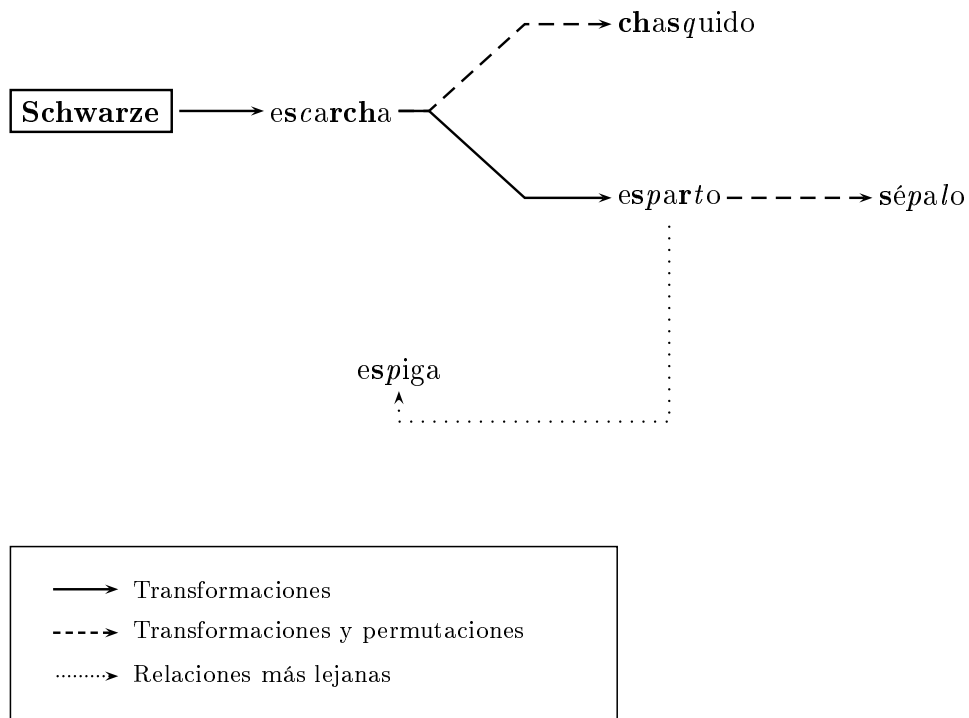 chasquido
Schwarze escarcha
esparto sépalo
espiga
Transformaciones
Transformaciones y permutaciones
Relaciones más lejanas